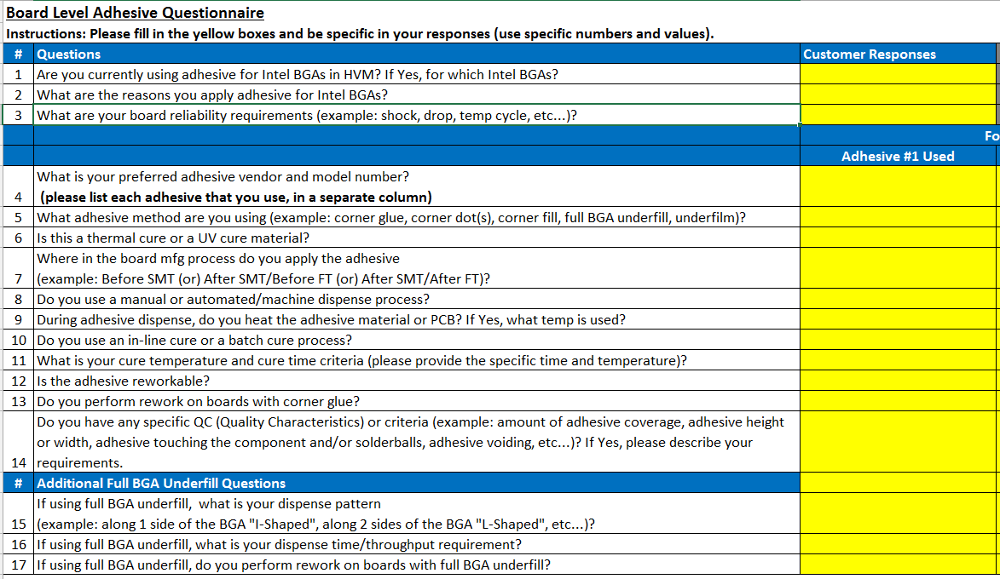 Board Level Adhesive Questionnaire
Instructions: Please fill in the yellow boxes and be specific in your responses (use specific numbers and values).
# Questions Customer Responses
1 Are you currently using adhesive for Intel BGAs in HVM? If Yes, for which Intel BGAs?
2 What are the reasons you apply adhesive for Intel BGAs?
3 What are your board reliability requirements (example: shock, drop, temp cycle, etc...)?
Fo
Adhesive #1 Used
What is your preferred adhesive vendor and model number?
4 (please list each adhesive that you use, in a separate column)
5 What adhesive method are you using (example: corner glue, corner dot(s), corner fill, full BGA underfill, underfilm)?
6 Is this a thermal cure or a UV cure material?
Where in the board mfg process do you apply the adhesive
7 (example: Before SMT (or) After SMT/Before FT (or) After SMT/After FT)?
8 Do you use a manual or automated/machine dispense process?
9 During adhesive dispense, do you heat the adhesive material or PCB? If Yes, what temp is used?
10 Do you use an in-line cure or a batch cure process?
11 What is your cure temperature and cure time criteria (please provide the specific time and temperature)?
12 Is the adhesive reworkable?
13 Do you perform rework on boards with corner glue?
Do you have any specific QC (Quality Characteristics) or criteria (example: amount of adhesive coverage, adhesive height
or width, adhesive touching the component and/or solderballs, adhesive voiding, etc...)? If Yes, please describe your
14 requirements.
# Additional Full BGA Underfill Questions
If using full BGA underfill, what is your dispense pattern
15 (example: along 1 side of the BGA "I-Shaped", along 2 sides of the BGA "L-Shaped", etc...)?
16 If using full BGA underfill, what is your dispense time/throughput requirement?
17 If using full BGA underfill, do you perform rework on boards with full BGA underfill?